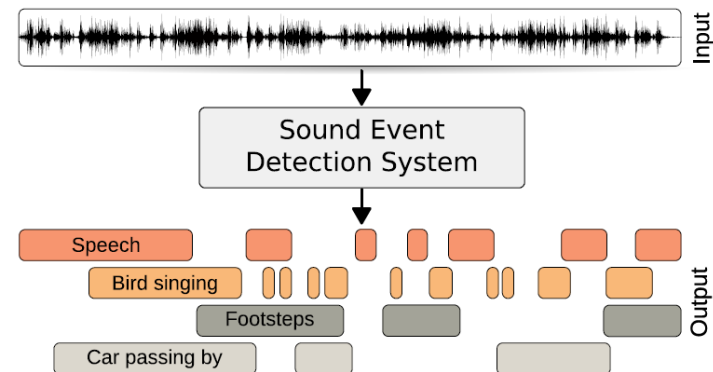 Input
Sound Event
Detection System
Speech
Bird singing
Footsteps
Car passing by
Output